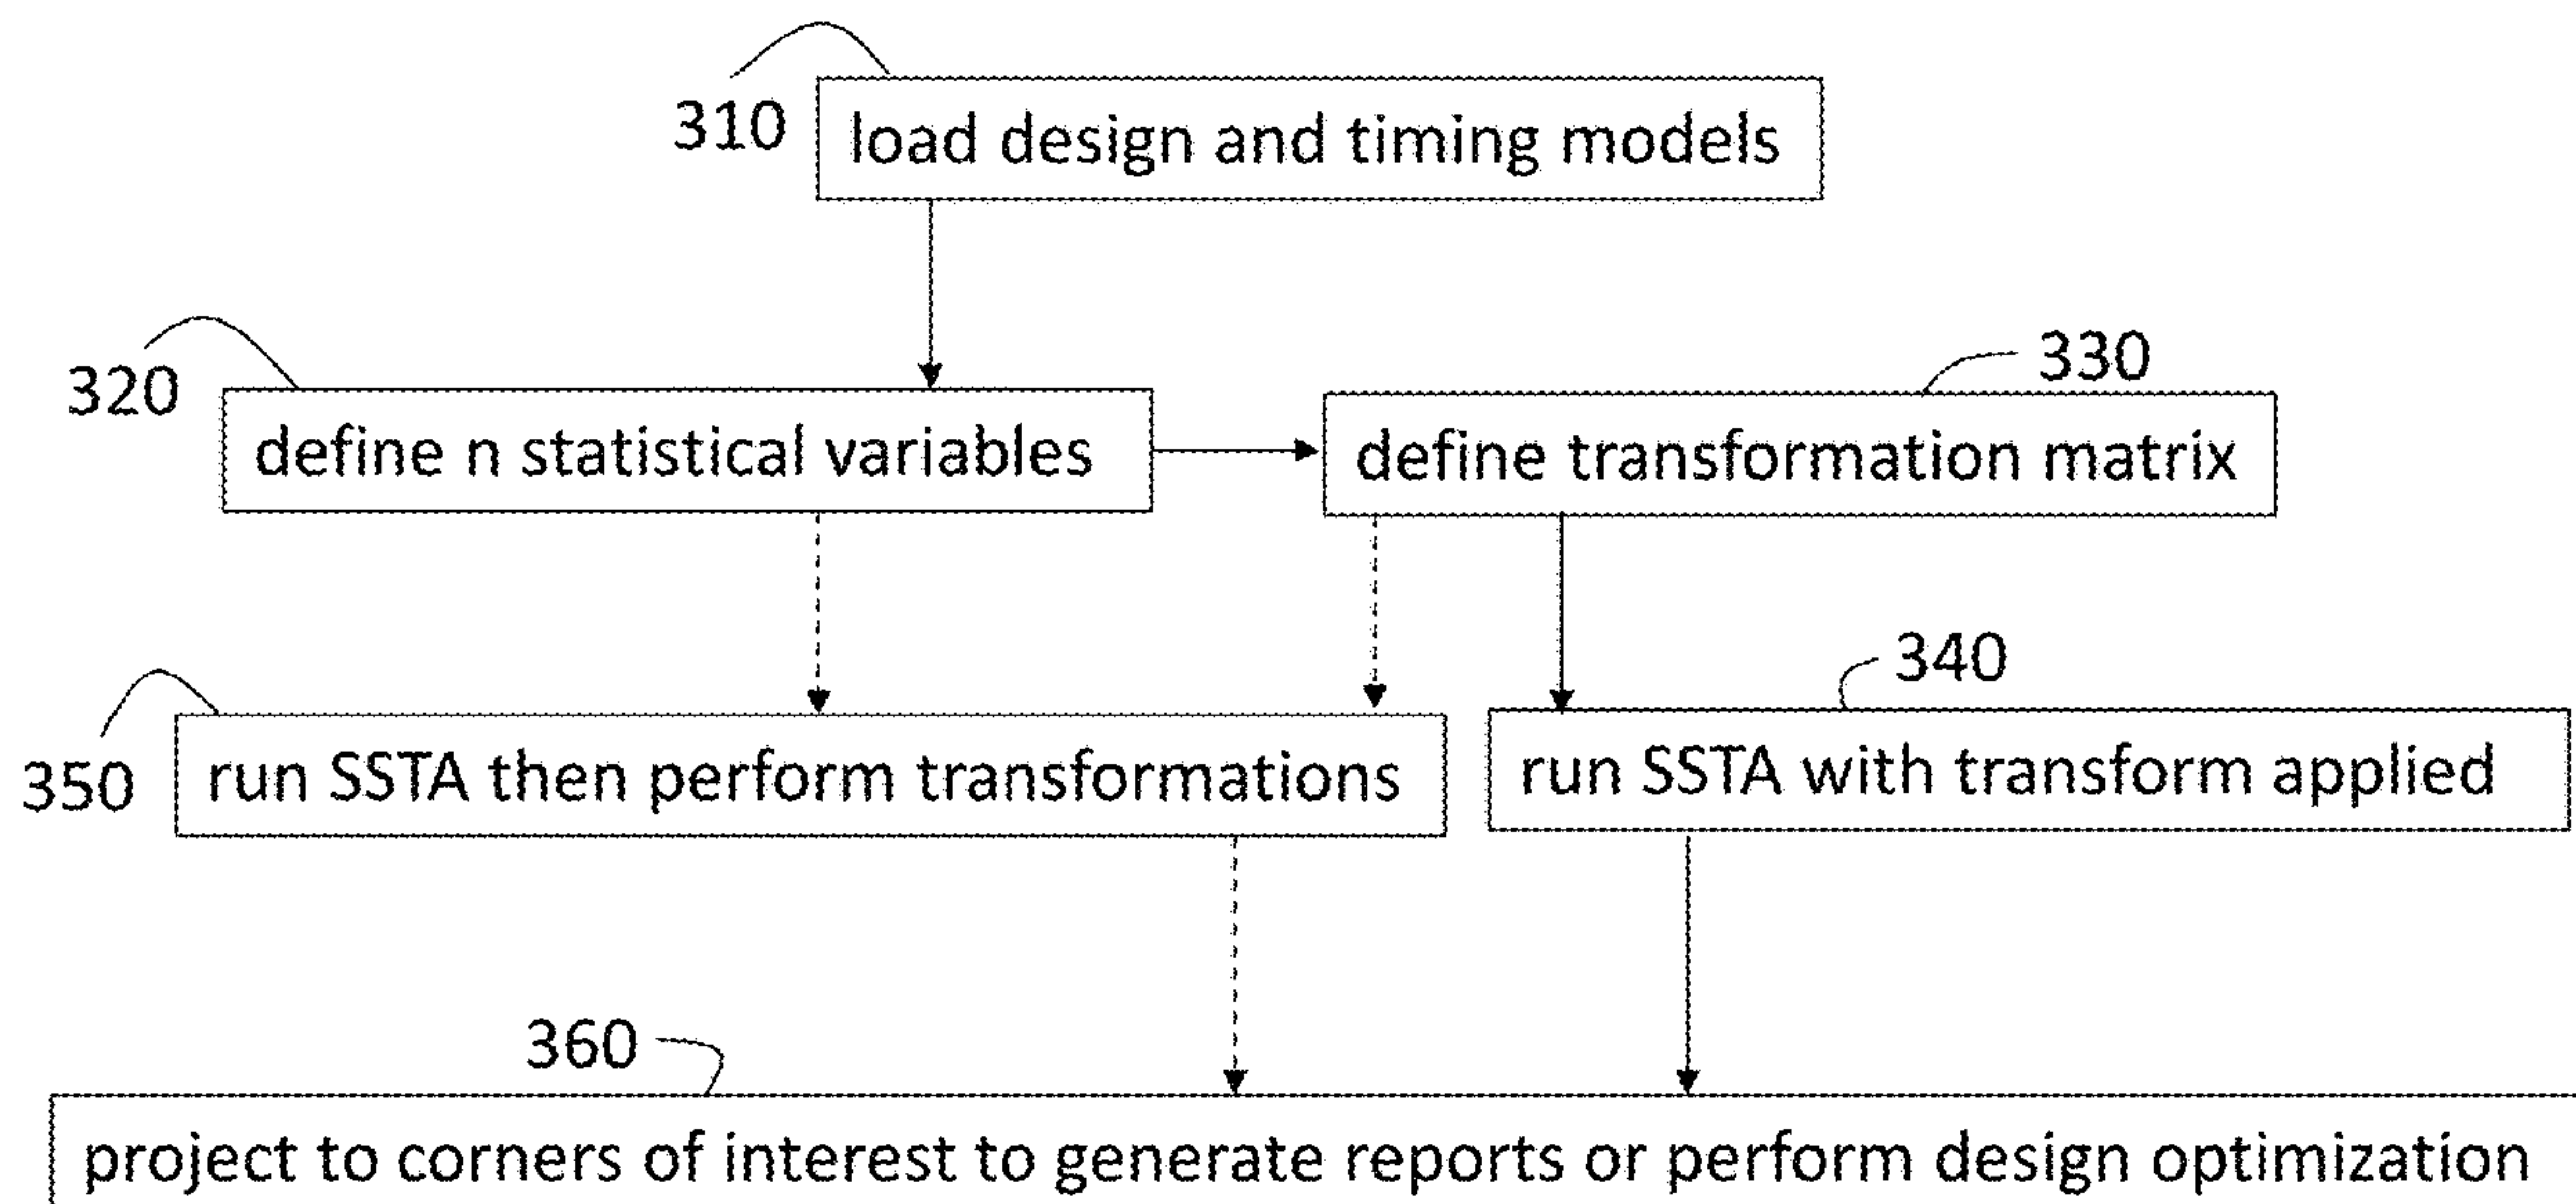 310
load design and timing models
320
define n statistical variables
330
define transformation matrix
340
350
run SSTA then perform transformations
run SSTA with transform applied
360
project to corners of interest to generate reports or perform design optimization